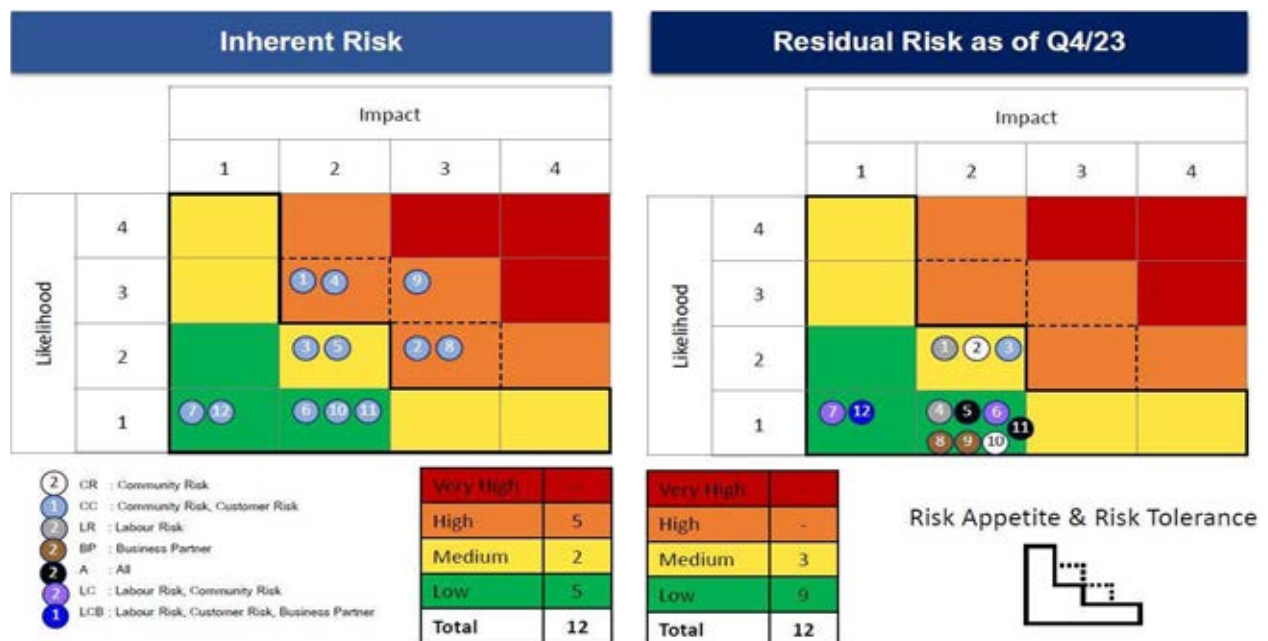 Inherent Risk
Residual Risk as of Q4/23
Impact
1 2 3 4
Likelihood
4
3
2
1
1 4
9
3 5
2 8
7 12
6 10 11
Impact
1 2 3 4
Likelihood
4
3
2
1
1 2 3
7 12
4 5 6 11
8 9 10
2 CR : Community Risk
1 CC : Community Risk, Customer Risk
2 LR : Labour Risk
2 BP : Business Partner
2 A : All
2 LC : Labour Risk, Community Risk
1 LCB : Labour Risk, Customer Risk, Business Partner
Very High -
High 5
Medium 2
Low 5
Total 12
Very High -
High -
Medium 3
Low 9
Total 12
Risk Appetite & Risk Tolerance